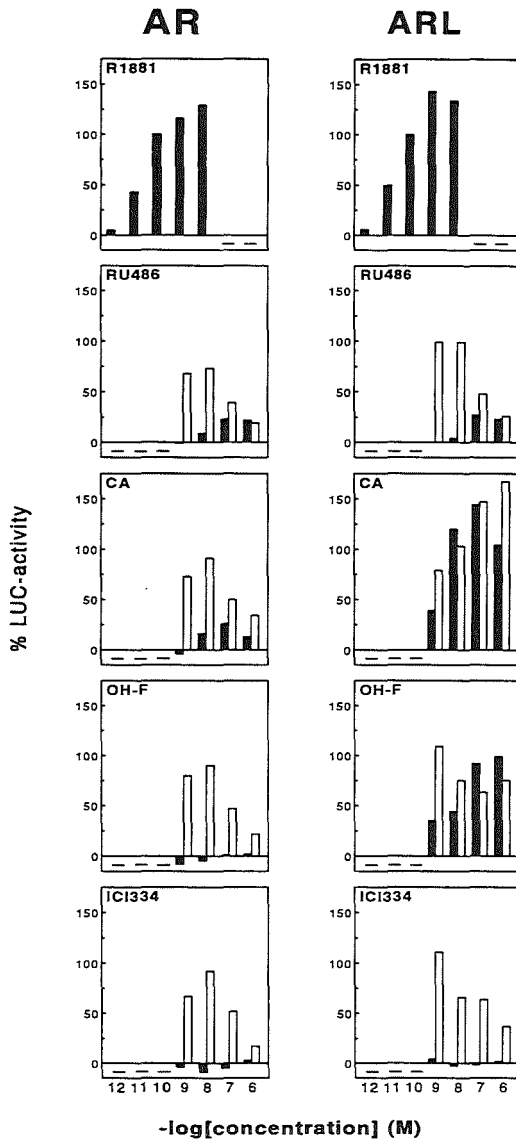 AR ARL
R1881 R1881
150 150
100 100
50 50
0 0
RU486 RU486
150 150
100 100
50 50
0 0
CA CA
150 150
100 100
50 50
0 0
% LUC-activity
OH-F OH-F
150 150
100 100
50 50
0 0
ICI334 ICI334
150 150
100 100
50 50
0 0
12 11 10 9 8 7 6 12 11 10 9 8 7 6
-log[concentration] (M)